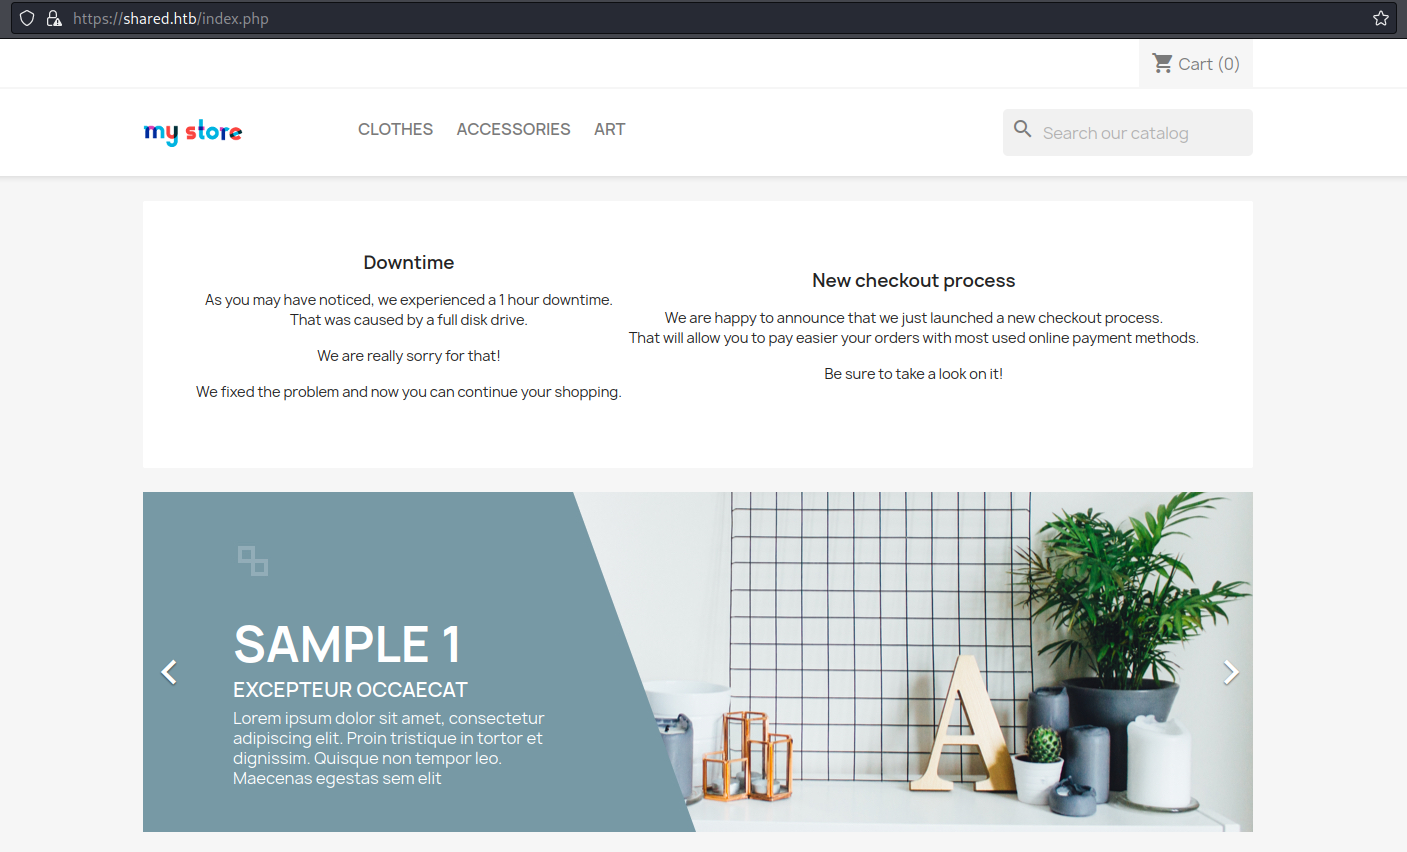 https://shared.htb/index.php
Cart (0)
my store
CLOTHES ACCESSORIES ART
Search our catalog
Downtime
As you may have noticed, we experienced a 1 hour downtime.
That was caused by a full disk drive.
We are really sorry for that!
We fixed the problem and now you can continue your shopping.
New checkout process
We are happy to announce that we just launched a new checkout process.
That will allow you to pay easier your orders with most used online payment methods.
Be sure to take a look on it!
SAMPLE 1
EXCEPTEUR OCCAECAT
Lorem ipsum dolor sit amet, consectetur
adipiscing elit. Proin tristique in tortor et
dignissim. Quisque non tempor leo.
Maecenas egestas sem elit
A